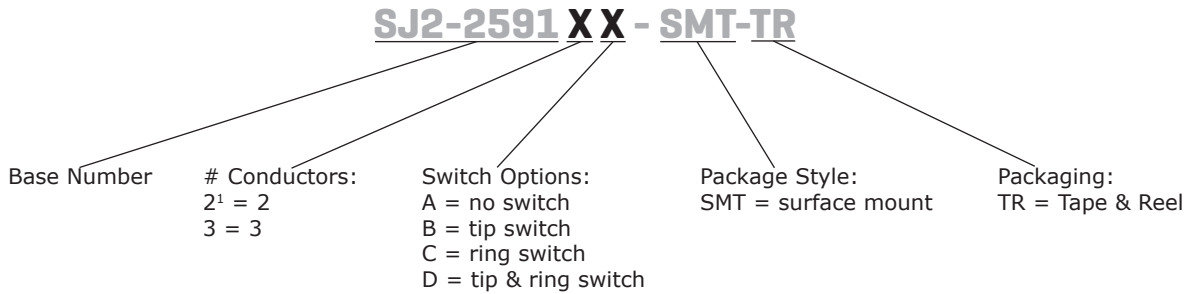 SJ2-2591 X X - SMT-TR
Base Number
# Conductors:
2¹ = 2
3 = 3
Switch Options:
A = no switch
B = tip switch
C = ring switch
D = tip & ring switch
Package Style:
SMT = surface mount
Packaging:
TR = Tape & Reel